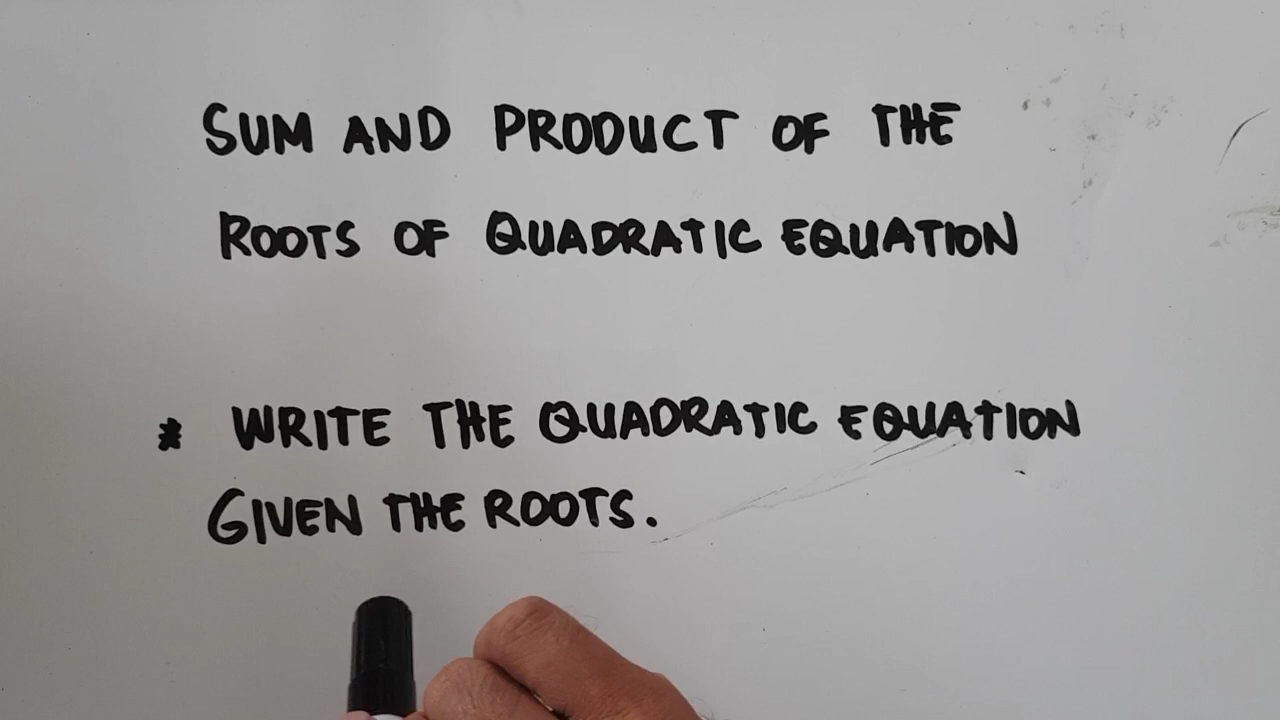 SUM AND PRODUCT OF THE
ROOTS OF QUADRATIC EQUATION
* WRITE THE QUADRATIC EQUATION
GIVEN THE ROOTS.